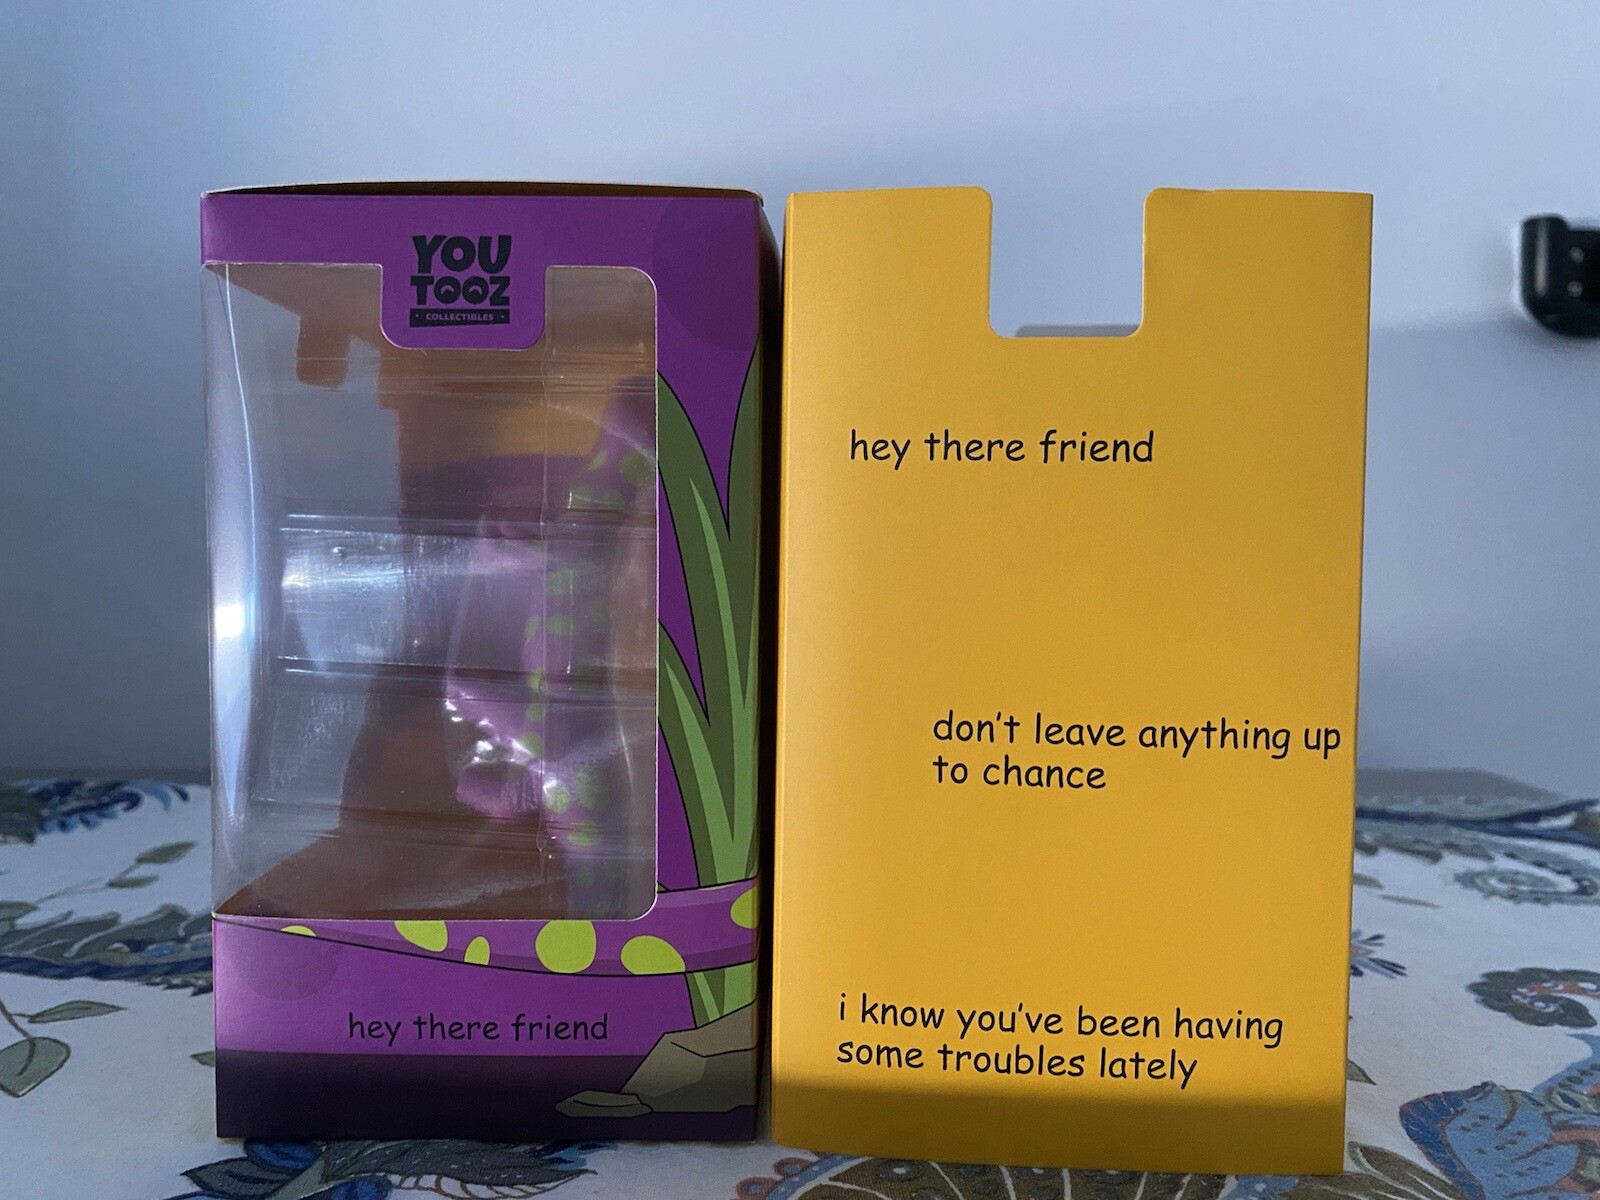 YOU
TOOZ
COLLECTIBLES
hey there friend
hey there friend
don't leave anything up
to chance
i know you've been having
some troubles lately